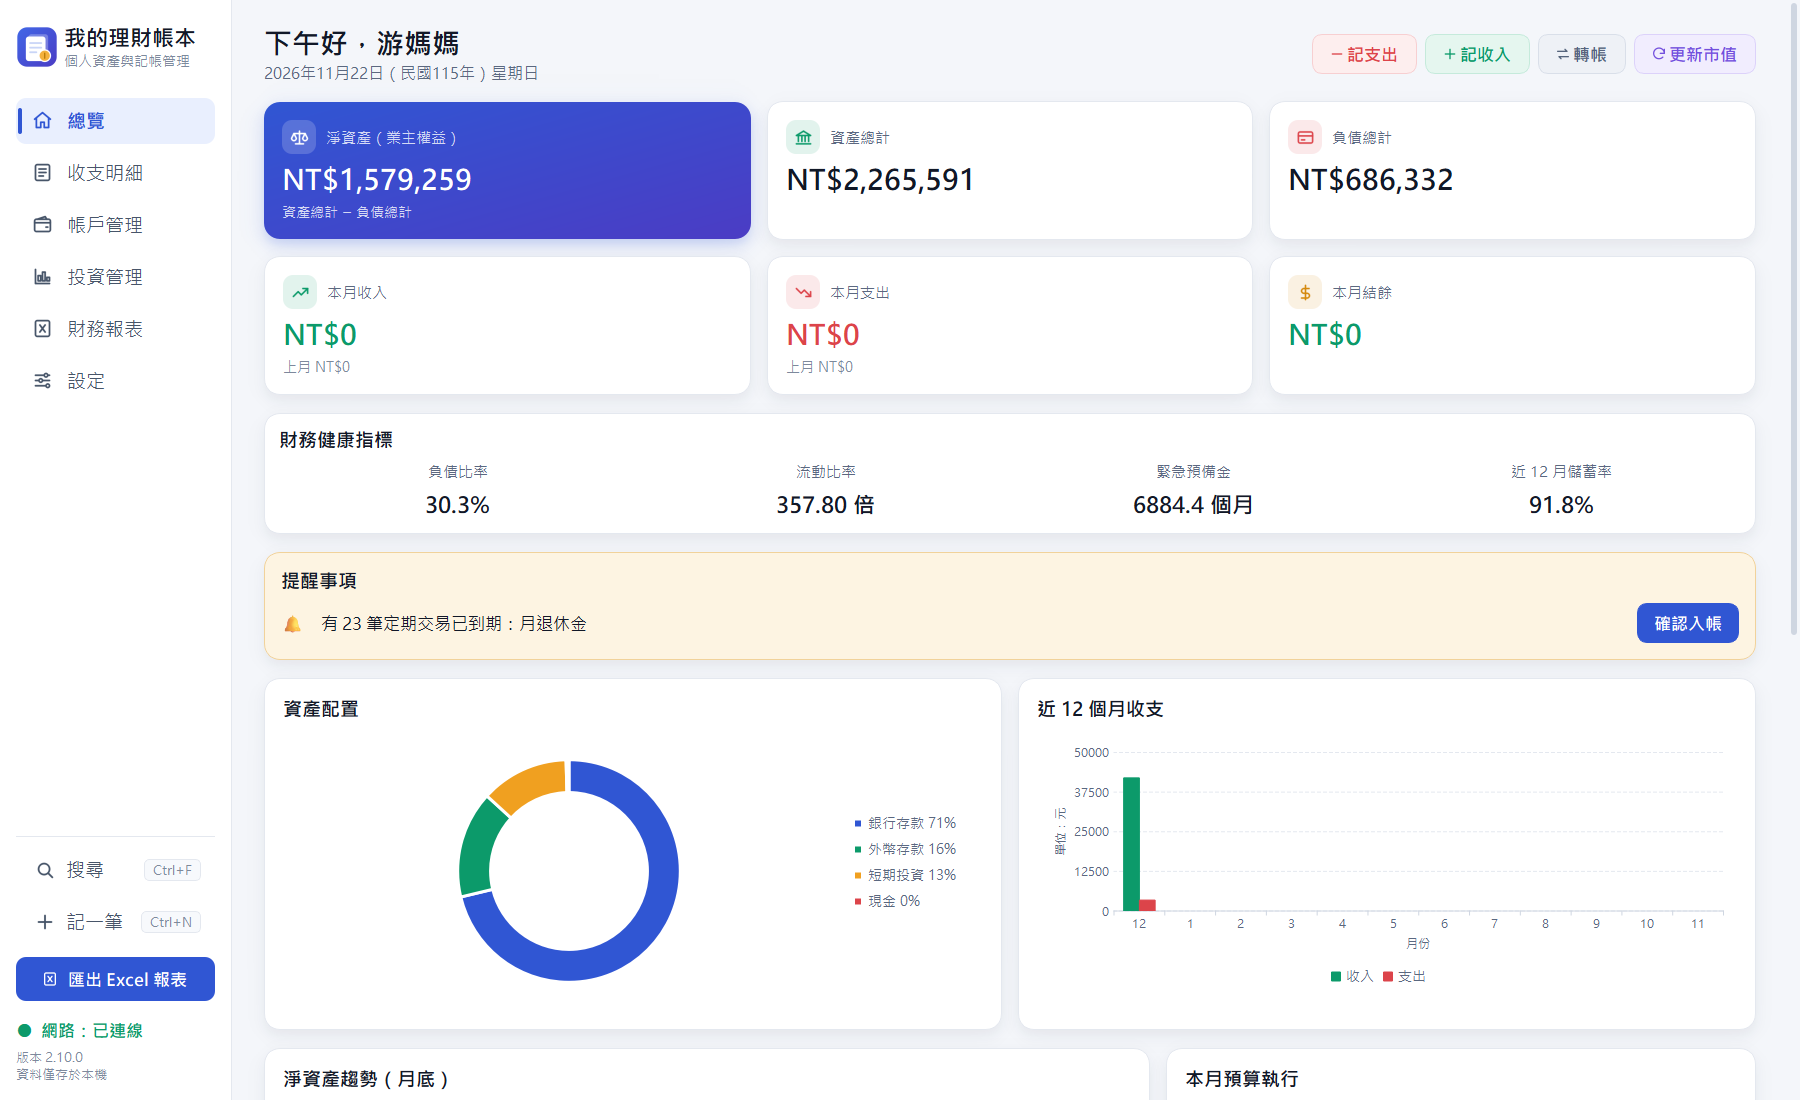 我的理財帳本
個人資產與記帳管理
總覽
收支明細
帳戶管理
投資管理
財務報表
設定
搜尋 Ctrl+F
記一筆 Ctrl+N
匯出 Excel 報表
網路：已連線
版本 2.10.0
資料僅存於本機
下午好，游媽媽
2026年11月22日（民國115年）星期日
－記支出
＋記收入
⇄轉帳
更新市值
淨資產（業主權益）
NT$1,579,259
資產總計 − 負債總計
資產總計
NT$2,265,591
負債總計
NT$686,332
本月收入
NT$0
上月 NT$0
本月支出
NT$0
上月 NT$0
本月結餘
NT$0
財務健康指標
負債比率
30.3%
流動比率
357.80 倍
緊急預備金
6884.4 個月
近 12 月儲蓄率
91.8%
提醒事項
有 23 筆定期交易已到期：月退休金
確認入帳
資產配置
銀行存款 71%
外幣存款 16%
短期投資 13%
現金 0%
近 12 個月收支
單位：元
50000
37500
25000
12500
0
12 1 2 3 4 5 6 7 8 9 10 11
月份
收入 支出
淨資產趨勢（月底）
本月預算執行